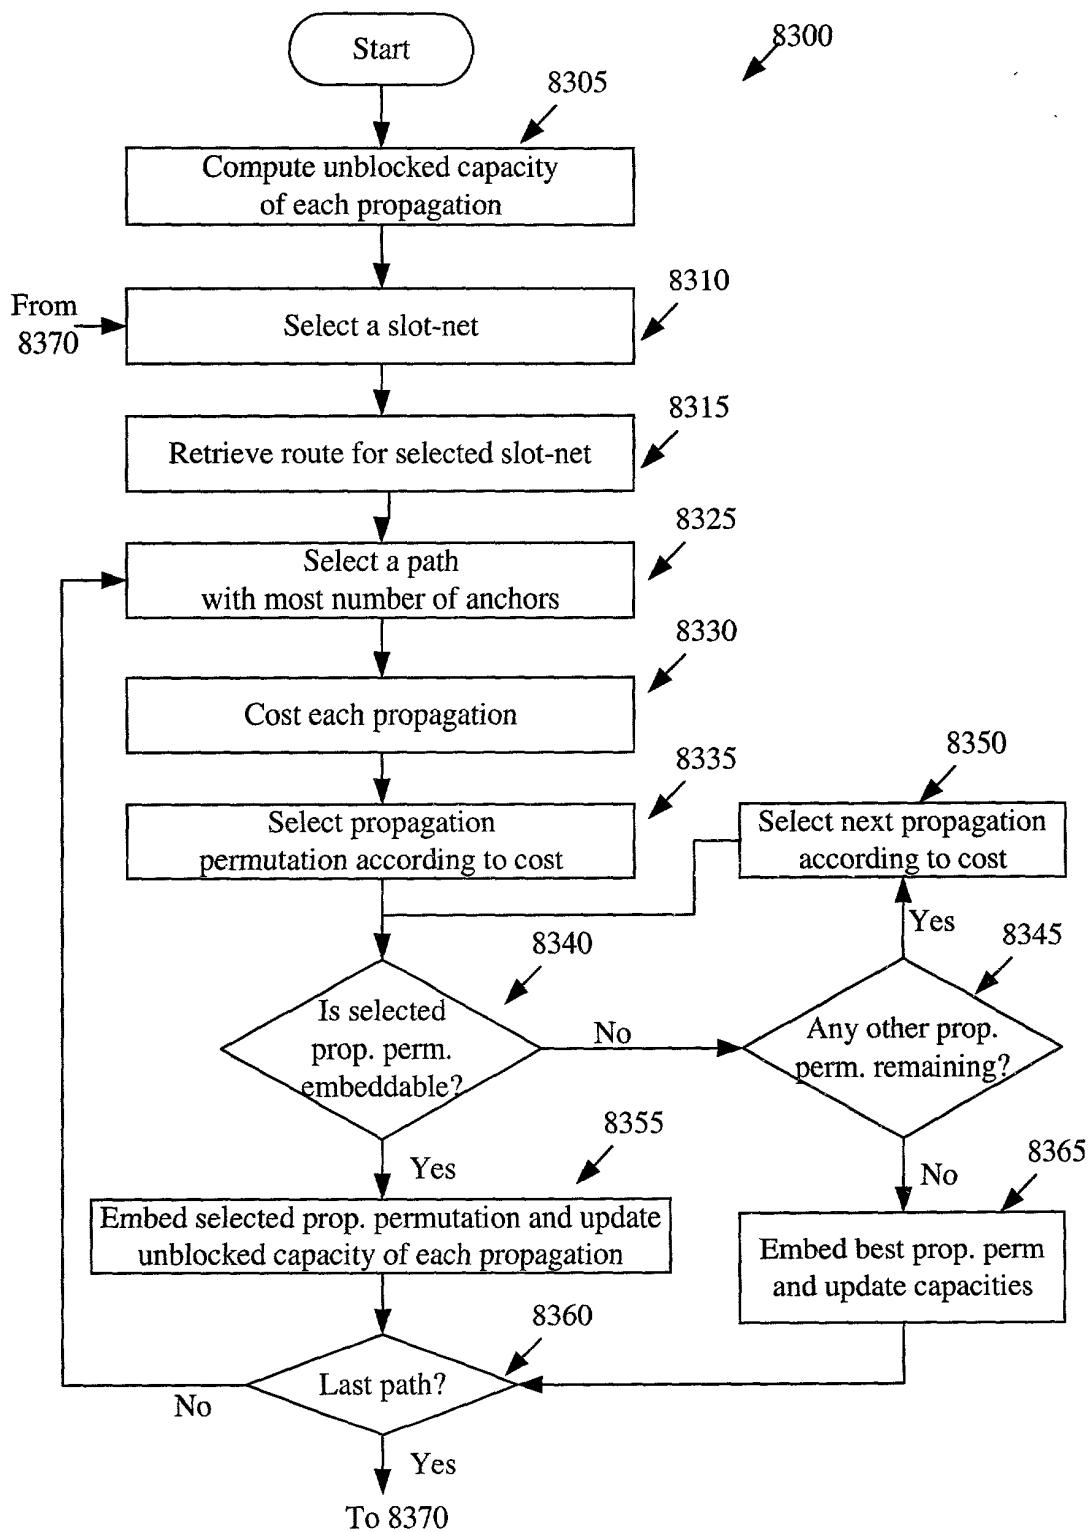 Start
8300
8305
Compute unblocked capacity
of each propagation
8310
From
8370
Select a slot-net
8315
Retrieve route for selected slot-net
8325
Select a path
with most number of anchors
8330
Cost each propagation
8335
Select propagation
permutation according to cost
8350
Select next propagation
according to cost
Yes
8340
Is selected
prop. perm.
embeddable?
No
8345
Any other prop.
perm. remaining?
Yes
8355
Embed selected prop. permutation and update
unblocked capacity of each propagation
No
8365
Embed best prop. perm
and update capacities
8360
Last path?
No
Yes
To 8370